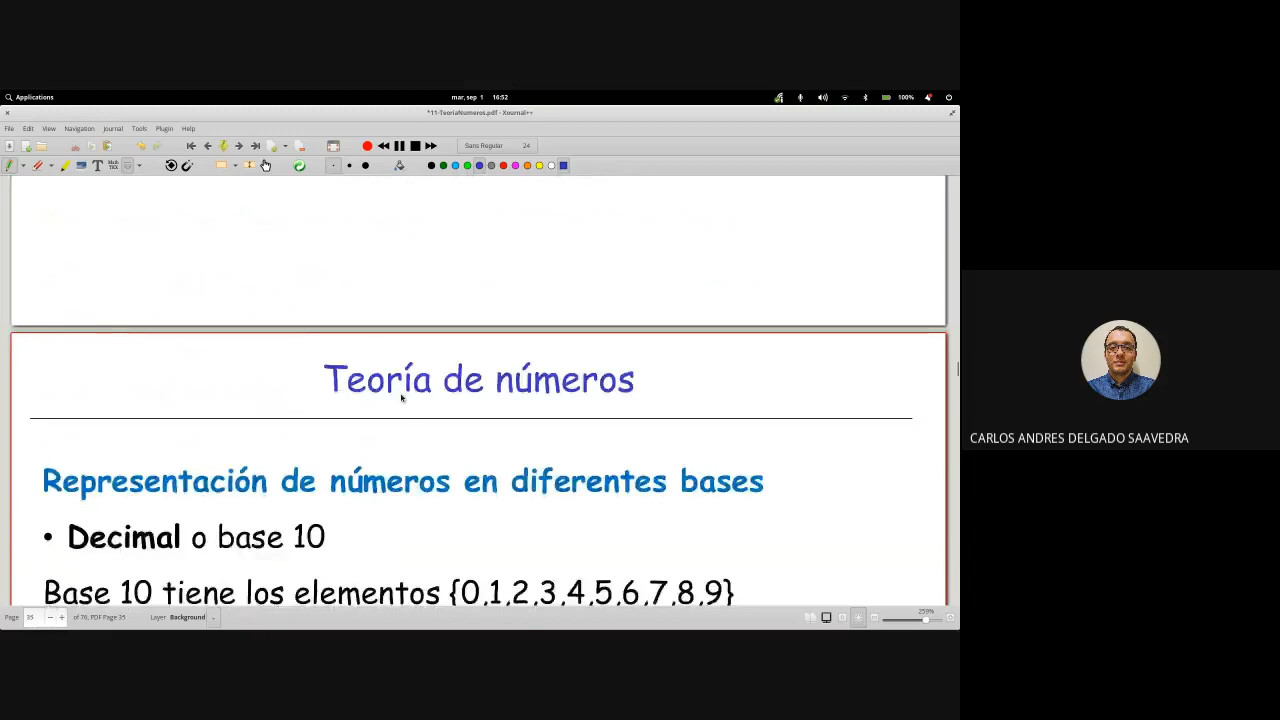 Applications
mar, sep 1 16:52
100%
*11-TeoriaNumeros.pdf - Xournal++
File Edit View Navigation Journal Tools Plugin Help
Sans Regular 24
Teoría de números
Representación de números en diferentes bases
• Decimal o base 10
Base 10 tiene los elementos {0,1,2,3,4,5,6,7,8,9}
CARLOS ANDRES DELGADO SAAVEDRA
Page 35 of 76, PDF Page 35 Layer Background
259%